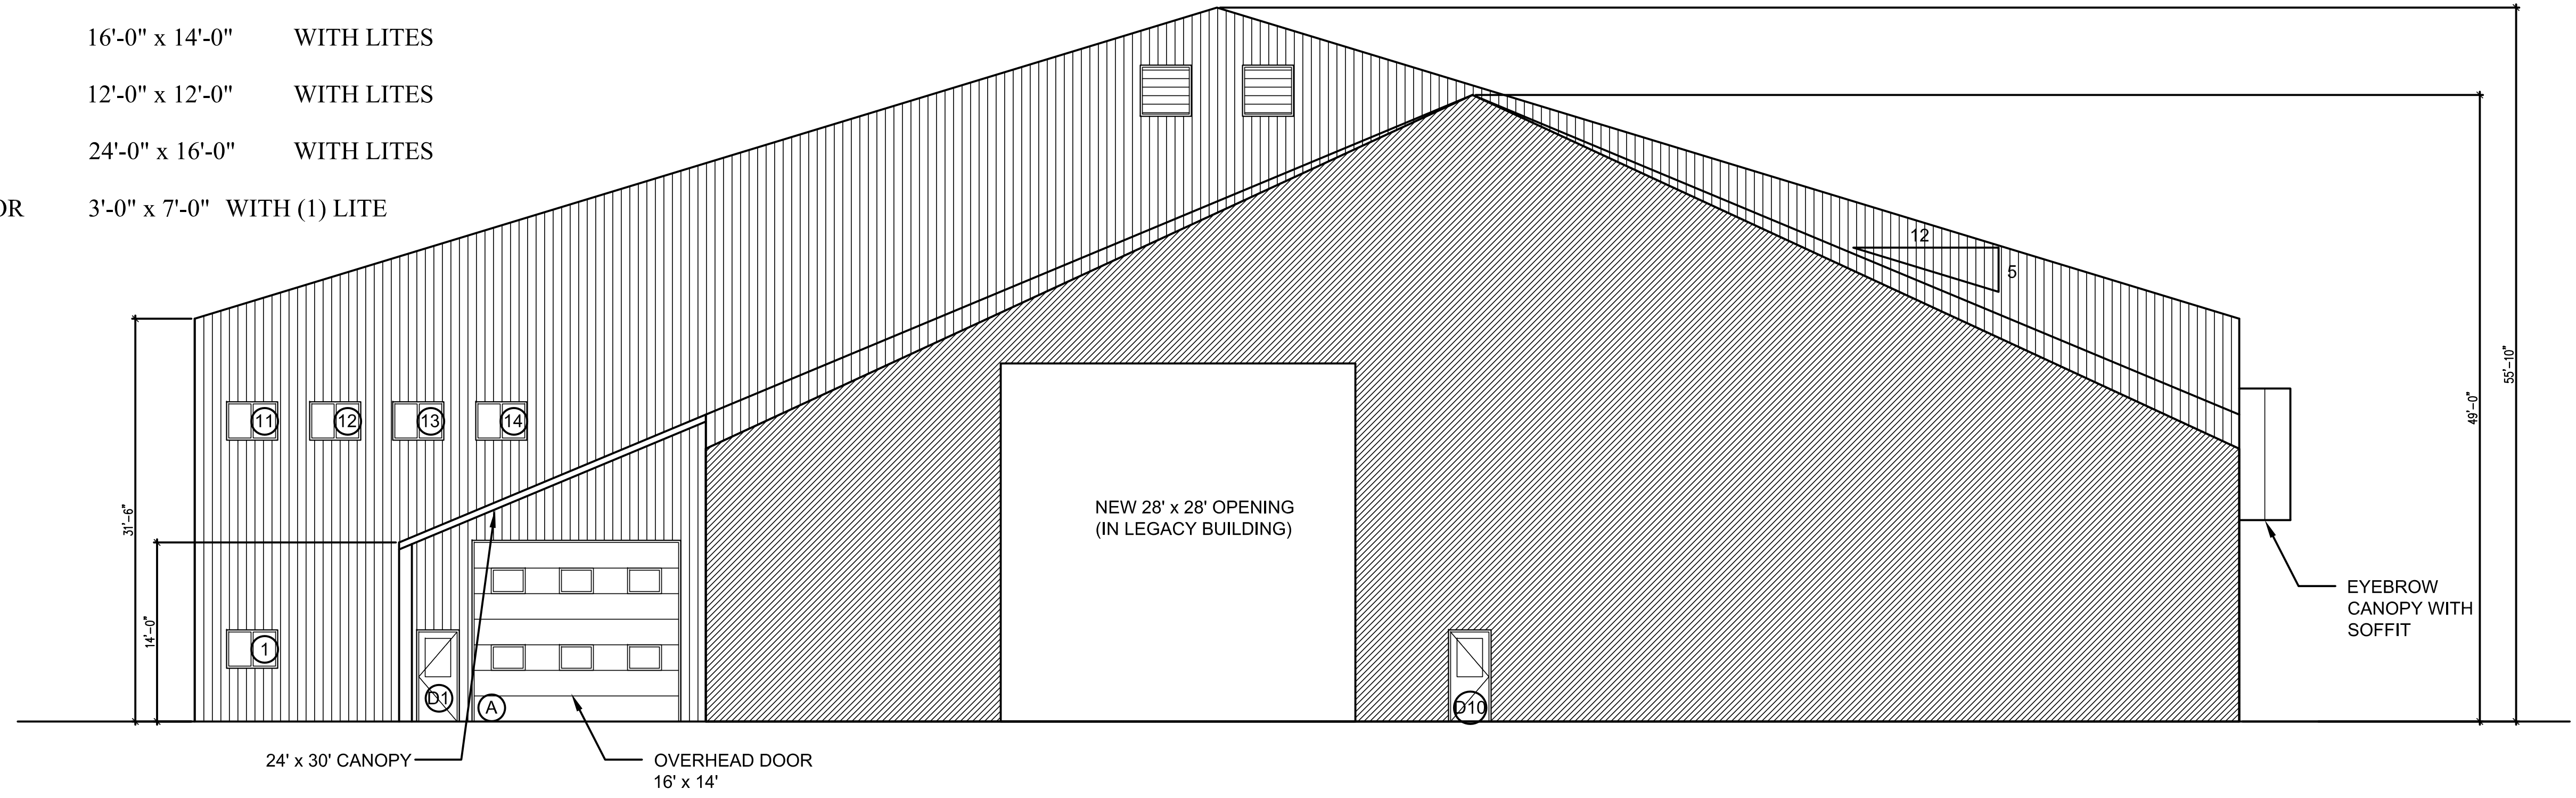 16'-0" x 14'-0" WITH LITES
12'-0" x 12'-0" WITH LITES
24'-0" x 16'-0" WITH LITES
OR 3'-0" x 7'-0" WITH (1) LITE
12
5
55'-10"
49'-0"
31'-6"
14'-0"
11
12
13
14
1
D1
A
D10
NEW 28' x 28' OPENING
(IN LEGACY BUILDING)
EYEBROW
CANOPY WITH
SOFFIT
24' x 30' CANOPY
OVERHEAD DOOR
16' x 14'